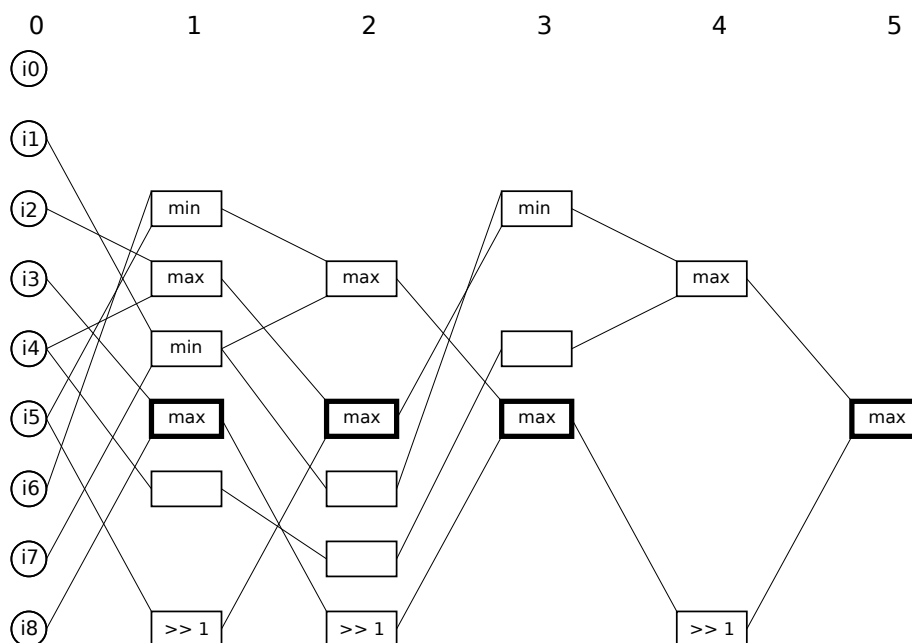 0 1 2 3 4 5
i0
i1
i2 min min
i3 max max max
i4 min
i5 max max max max
i6
i7
i8 >> 1 >> 1 >> 1